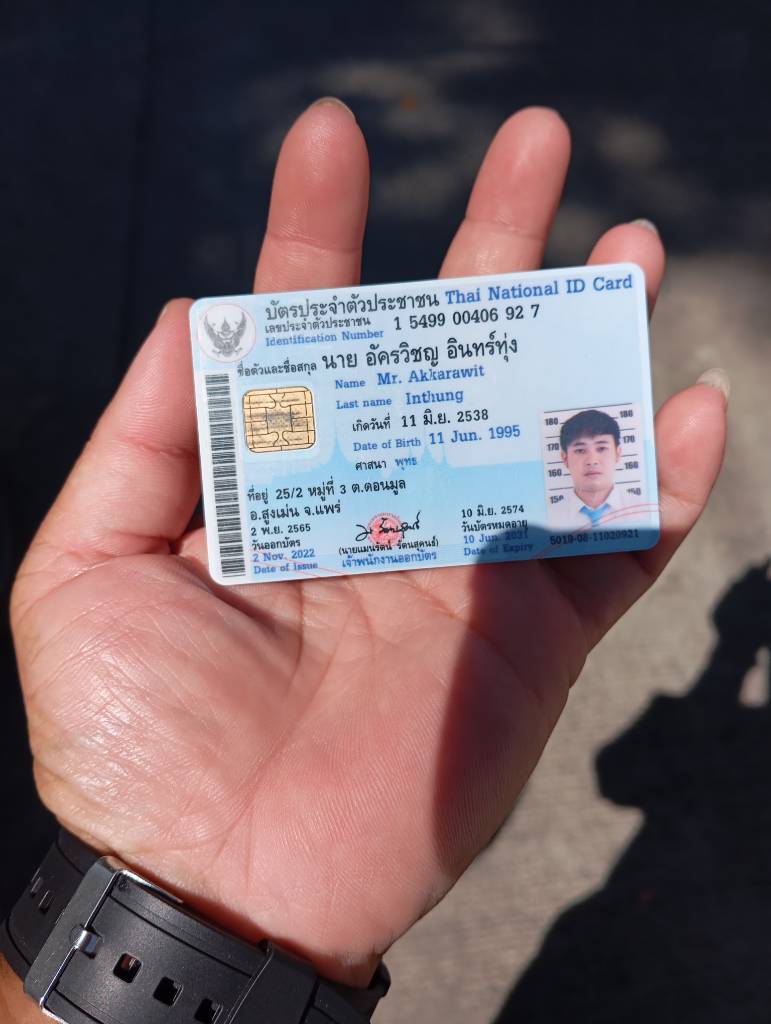 บัตรประจำตัวประชาชน Thai National ID Card
เลขประจำตัวประชาชน 1 5499 00406 92 7
Identification Number
ชื่อตัวและชื่อสกุล นาย อัครวิชญ อินทร์ทุ่ง
Name Mr. Akkarawit
Last name Inthung
เกิดวันที่ 11 มิ.ย. 2538
Date of Birth 11 Jun. 1995
ศาสนา พุทธ
ที่อยู่ 25/2 หมู่ที่ 3 ต.ดอนมูล
อ.สูงเม่น จ.แพร่
2 พ.ย. 2565
วันออกบัตร
2 Nov. 2022
Date of Issue
(นายแมนรัตน์ รัตนสุคนธ์)
เจ้าพนักงานออกบัตร
10 มิ.ย. 2574
วันบัตรหมดอายุ
10 Jun. 2031
Date of Expiry
180 180
170 170
160 160
150 150
5019-08-11020921